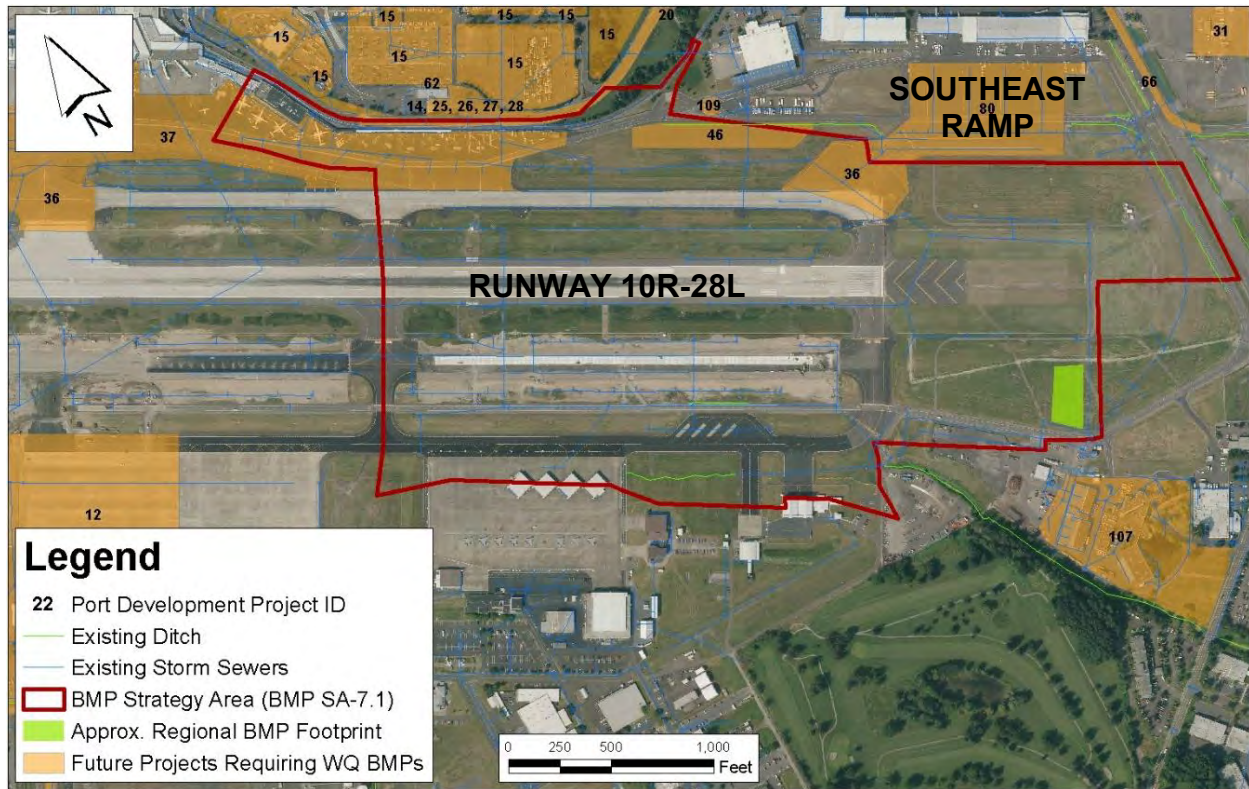 15
15
20
15
31
15
15
15
62
SOUTHEAST
RAMP
66
14, 25, 26, 27, 28
109
80
37
46
36
36
N
RUNWAY 10R-28L
12
107
Legend
22 Port Development Project ID
Existing Ditch
Existing Storm Sewers
BMP Strategy Area (BMP SA-7.1)
Approx. Regional BMP Footprint
Future Projects Requiring WQ BMPs
0 250 500 1,000
Feet